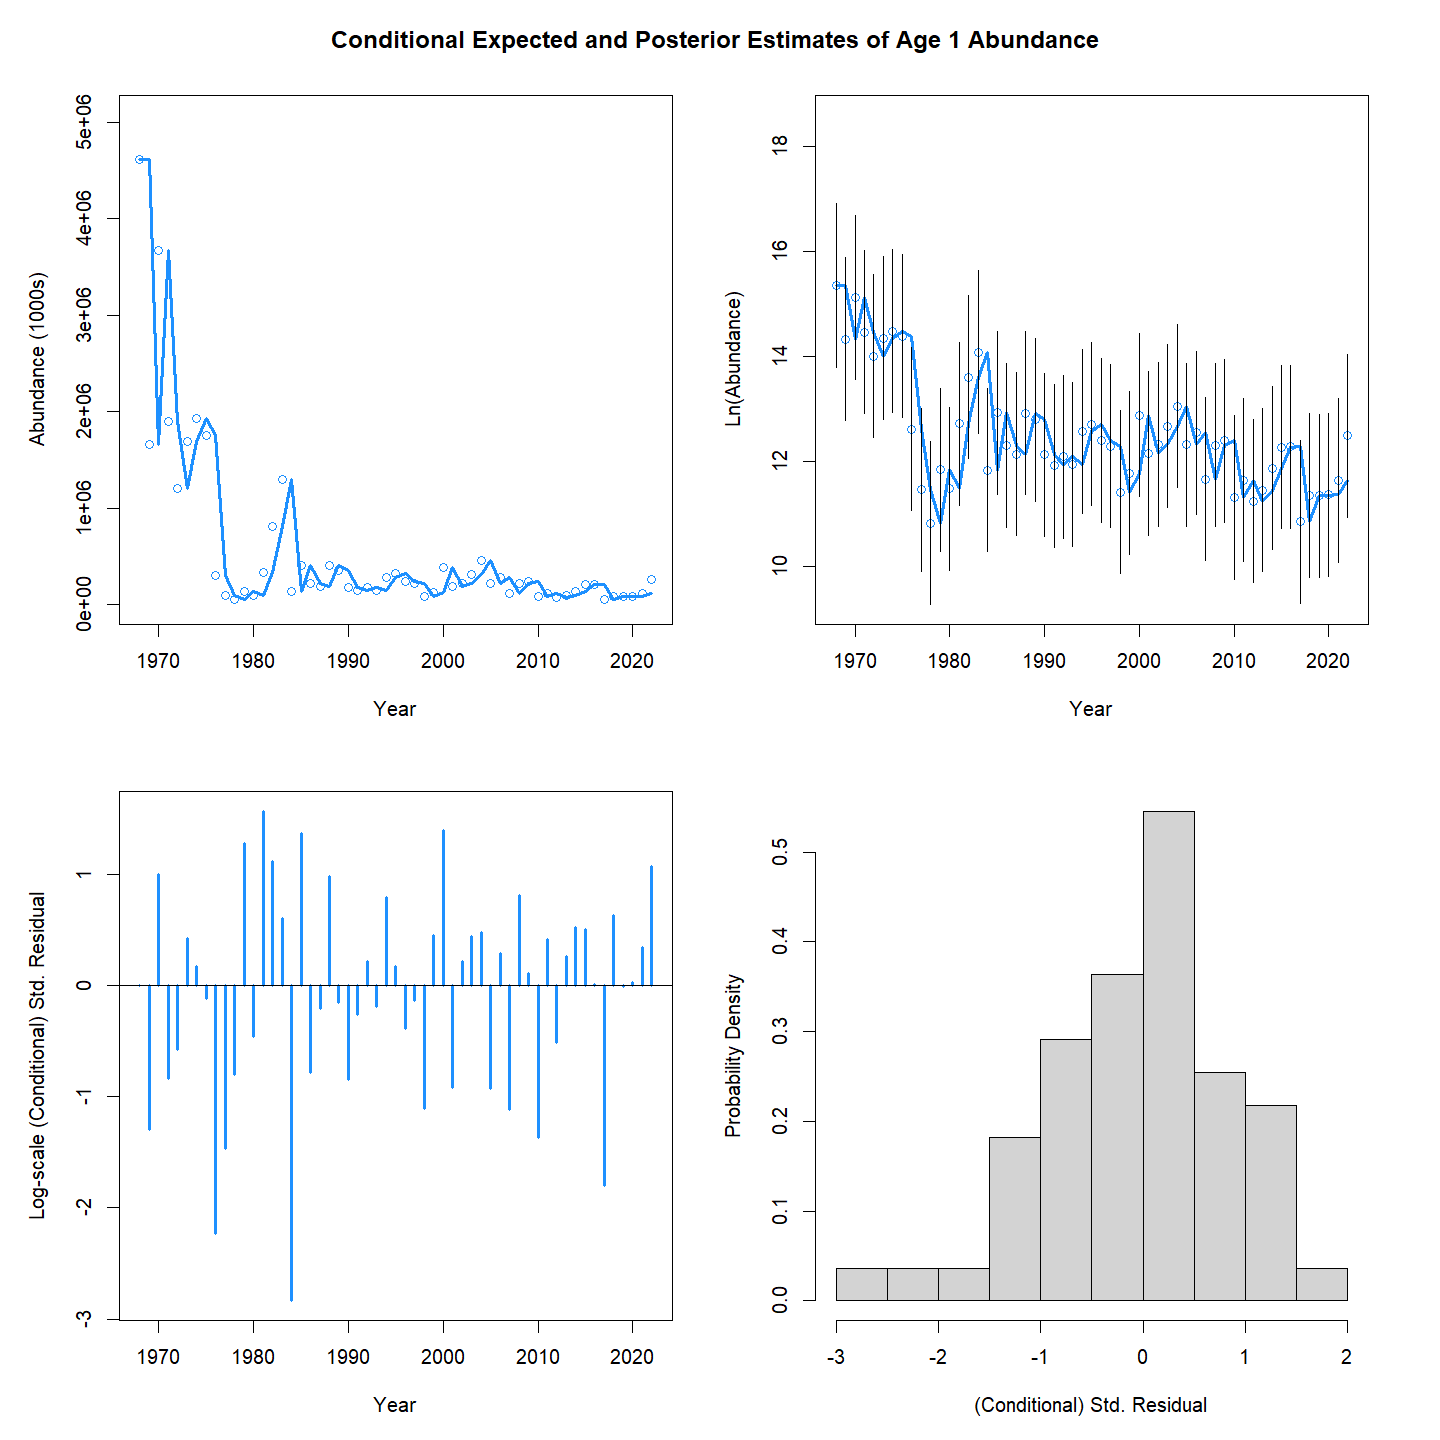 Conditional Expected and Posterior Estimates of Age 1 Abundance
Abundance (1000s)
5e+06
4e+06
3e+06
2e+06
1e+06
0e+00
1970 1980 1990 2000 2010 2020
Year
Ln(Abundance)
18
16
14
12
10
1970 1980 1990 2000 2010 2020
Year
Log-scale (Conditional) Std. Residual
1
0
-1
-2
-3
1970 1980 1990 2000 2010 2020
Year
Probability Density
0.5
0.4
0.3
0.2
0.1
0.0
-3 -2 -1 0 1 2
(Conditional) Std. Residual